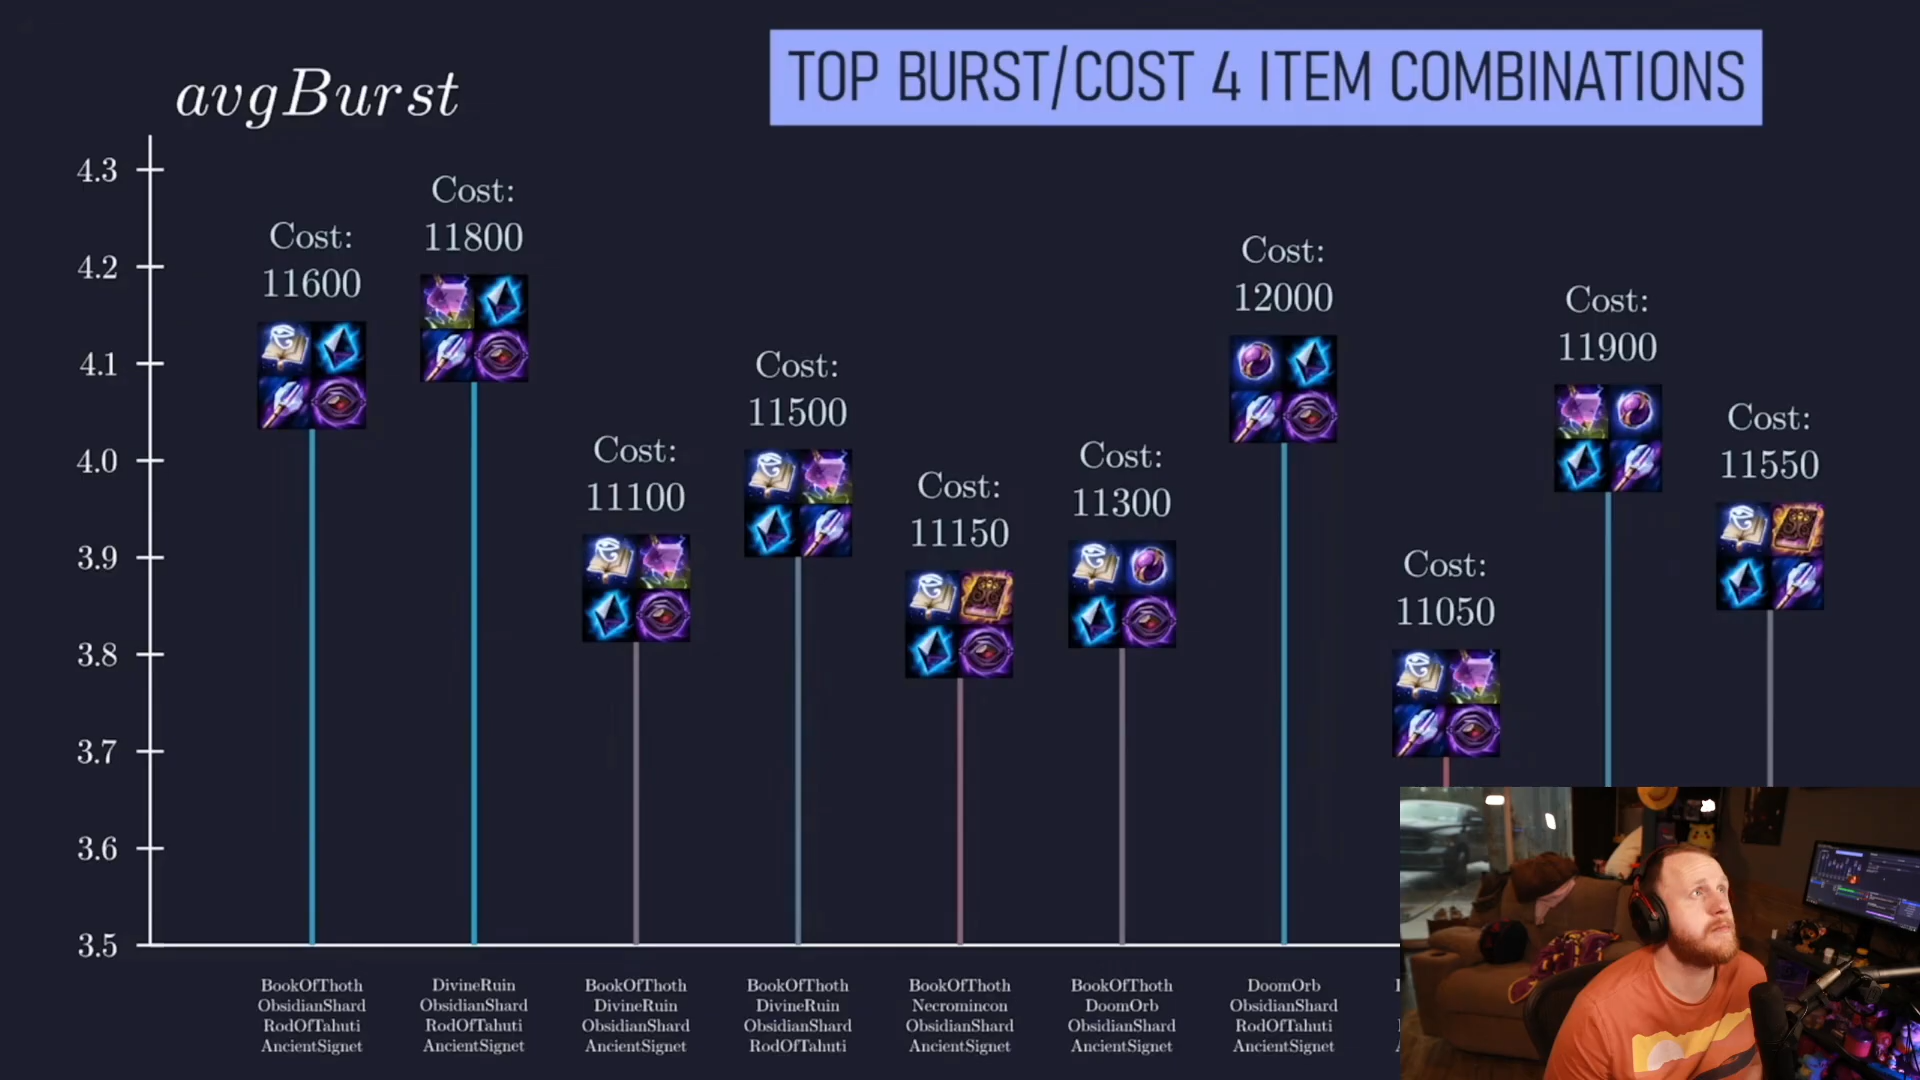 avgBurst
TOP BURST/COST 4 ITEM COMBINATIONS
4.3
4.2
4.1
4.0
3.9
3.8
3.7
3.6
3.5
Cost:
11600
Cost:
11800
Cost:
11100
Cost:
11500
Cost:
11150
Cost:
11300
Cost:
12000
Cost:
11050
Cost:
11900
Cost:
11550
BookOfThoth
ObsidianShard
RodOfTahuti
AncientSignet
DivineRuin
ObsidianShard
RodOfTahuti
AncientSignet
BookOfThoth
DivineRuin
ObsidianShard
AncientSignet
BookOfThoth
DivineRuin
ObsidianShard
RodOfTahuti
BookOfThoth
Necromincon
ObsidianShard
AncientSignet
BookOfThoth
DoomOrb
ObsidianShard
AncientSignet
DoomOrb
ObsidianShard
RodOfTahuti
AncientSignet